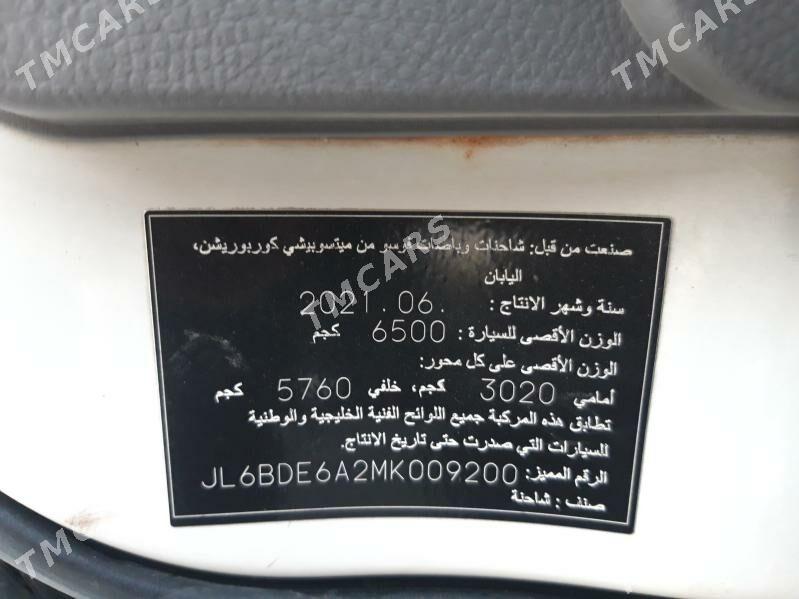 TMCARS
TMCARS
صنعت من قبل: شاحنات وباصات فوسو من ميتسوبيشي كوربوريشن،
اليابان
سنة وشهر الانتاج : 2021.06.
الوزن الأقصى للسيارة : 6500 كجم
الوزن الأقصى على كل محور:
أمامي 3020 كجم، خلفي 5760 كجم
تطابق هذه المركبة جميع اللوائح الفنية الخليجية والوطنية
للسيارات التي صدرت حتى تاريخ الانتاج.
الرقم المميز: JL6BDE6A2MK009200
صنف : شاحنة
TMCARS
TMCARS
TMCARS